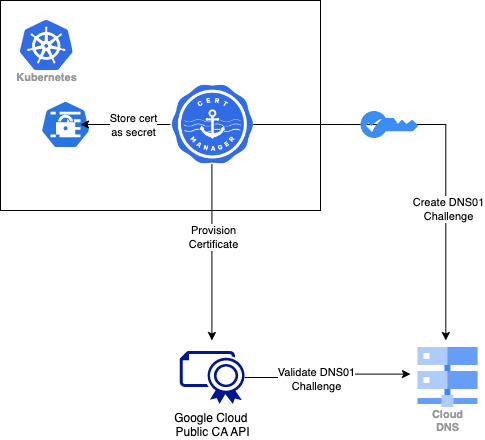 Kubernetes
CERT
MANAGER
Store cert
as secret
Create DNS01
Challenge
Provision
Certificate
Validate DNS01
Challenge
Google Cloud
Public CA API
Cloud
DNS